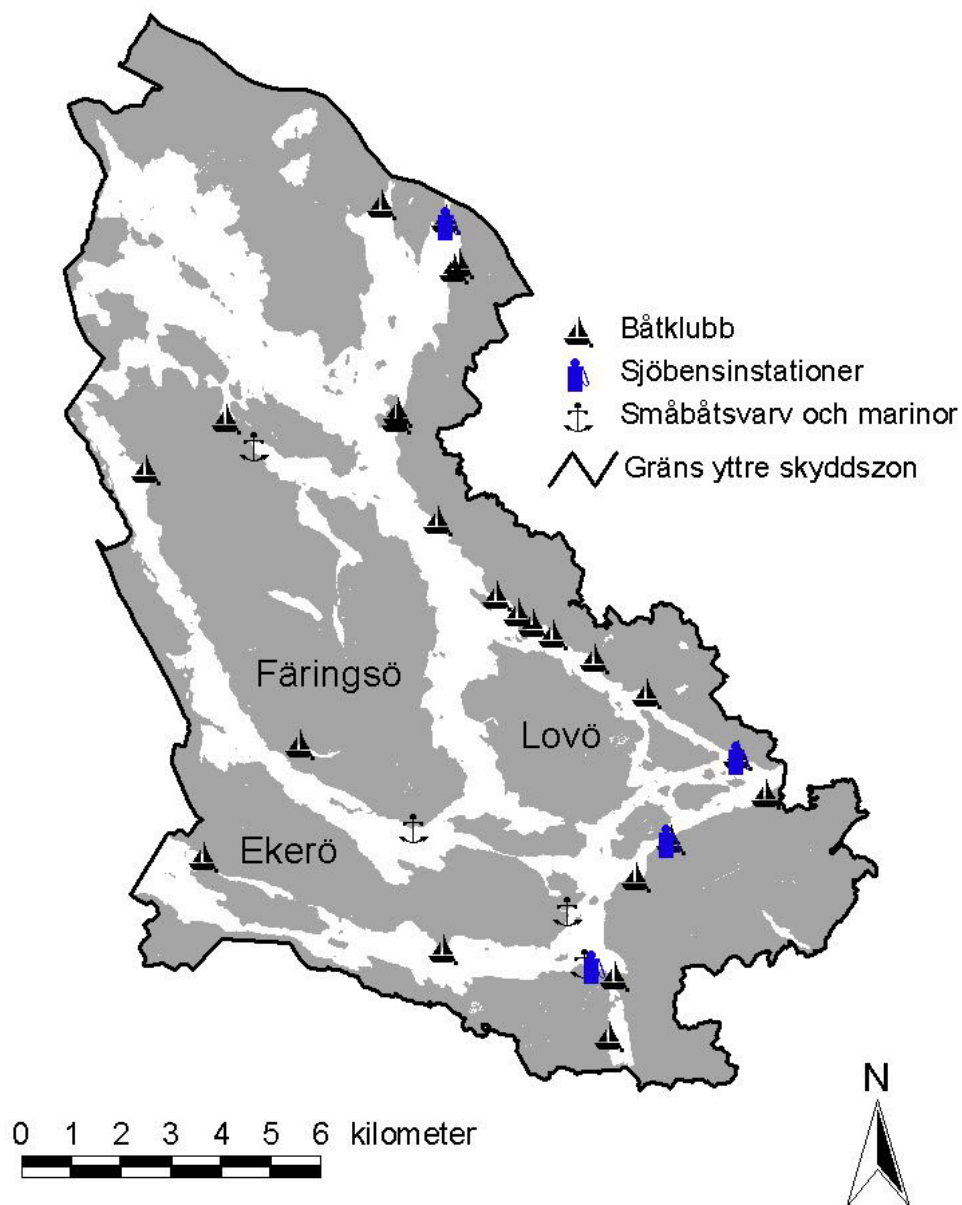 Båtklubb
Sjöbensinstationer
Småbåtsvarv och marinor
Gräns yttre skyddszon
Färingsö
Lovö
Ekerö
N
0 1 2 3 4 5 6 kilometer